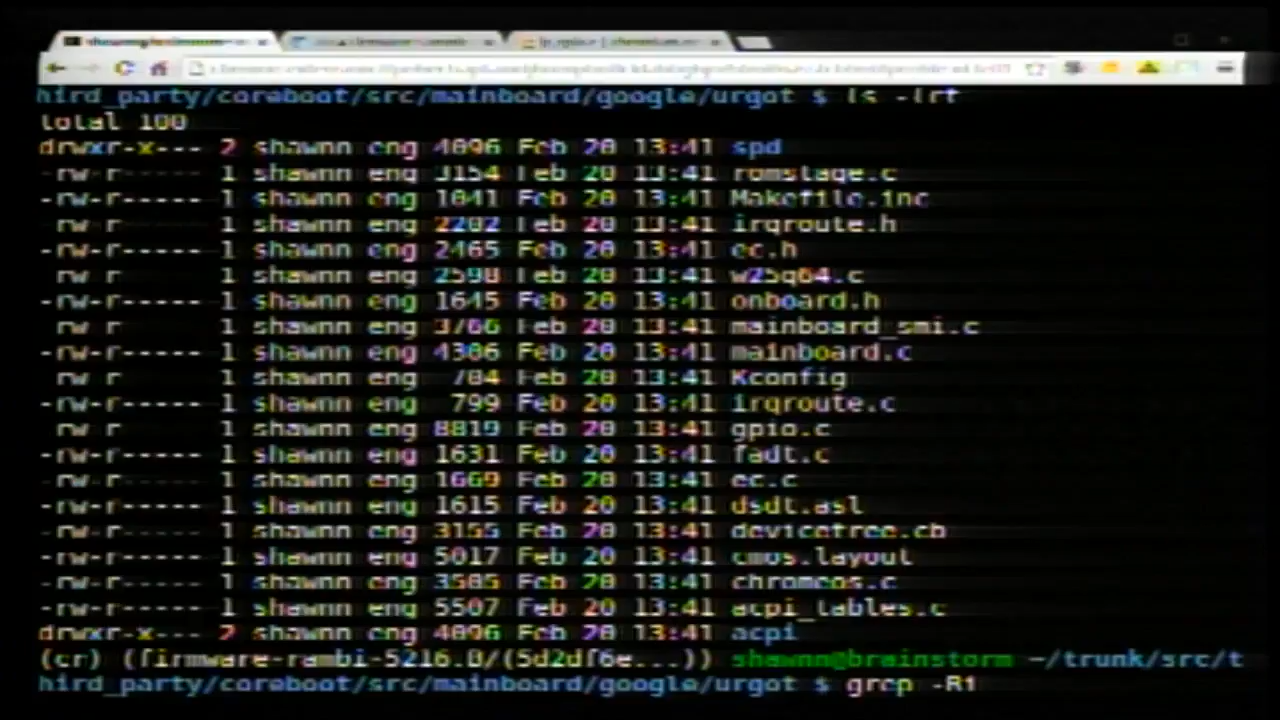 hird_party/coreboot/src/mainboard/google/urgot $ ls -lrt
total 100
drwxr-x--- 2 shawnn eng 4096 Feb 20 13:41 spd
-rw-r----- 1 shawnn eng 3154 Feb 20 13:41 romstage.c
-rw-r----- 1 shawnn eng 1041 Feb 20 13:41 Makefile.inc
-rw-r----- 1 shawnn eng 2202 Feb 20 13:41 irqroute.h
-rw-r----- 1 shawnn eng 2465 Feb 20 13:41 ec.h
-rw-r----- 1 shawnn eng 2598 Feb 20 13:41 w25q64.c
-rw-r----- 1 shawnn eng 1645 Feb 20 13:41 onboard.h
-rw-r----- 1 shawnn eng 3766 Feb 20 13:41 mainboard_smi.c
-rw-r----- 1 shawnn eng 4306 Feb 20 13:41 mainboard.c
-rw-r----- 1 shawnn eng 704 Feb 20 13:41 Kconfig
-rw-r----- 1 shawnn eng 799 Feb 20 13:41 irqroute.c
-rw-r----- 1 shawnn eng 8819 Feb 20 13:41 gpio.c
-rw-r----- 1 shawnn eng 1631 Feb 20 13:41 fadt.c
-rw-r----- 1 shawnn eng 1669 Feb 20 13:41 ec.c
-rw-r----- 1 shawnn eng 1615 Feb 20 13:41 dsdt.asl
-rw-r----- 1 shawnn eng 3155 Feb 20 13:41 devicetree.cb
-rw-r----- 1 shawnn eng 5017 Feb 20 13:41 cmos.layout
-rw-r----- 1 shawnn eng 3505 Feb 20 13:41 chromeos.c
-rw-r----- 1 shawnn eng 5507 Feb 20 13:41 acpi_tables.c
drwxr-x--- 2 shawnn eng 4096 Feb 20 13:41 acpi
(cr) (firmware-rambi-5216.B/(5d2df6e...)) shawnn@brainstorm ~/trunk/src/t
hird_party/coreboot/src/mainboard/google/urgot $ grep -Ri